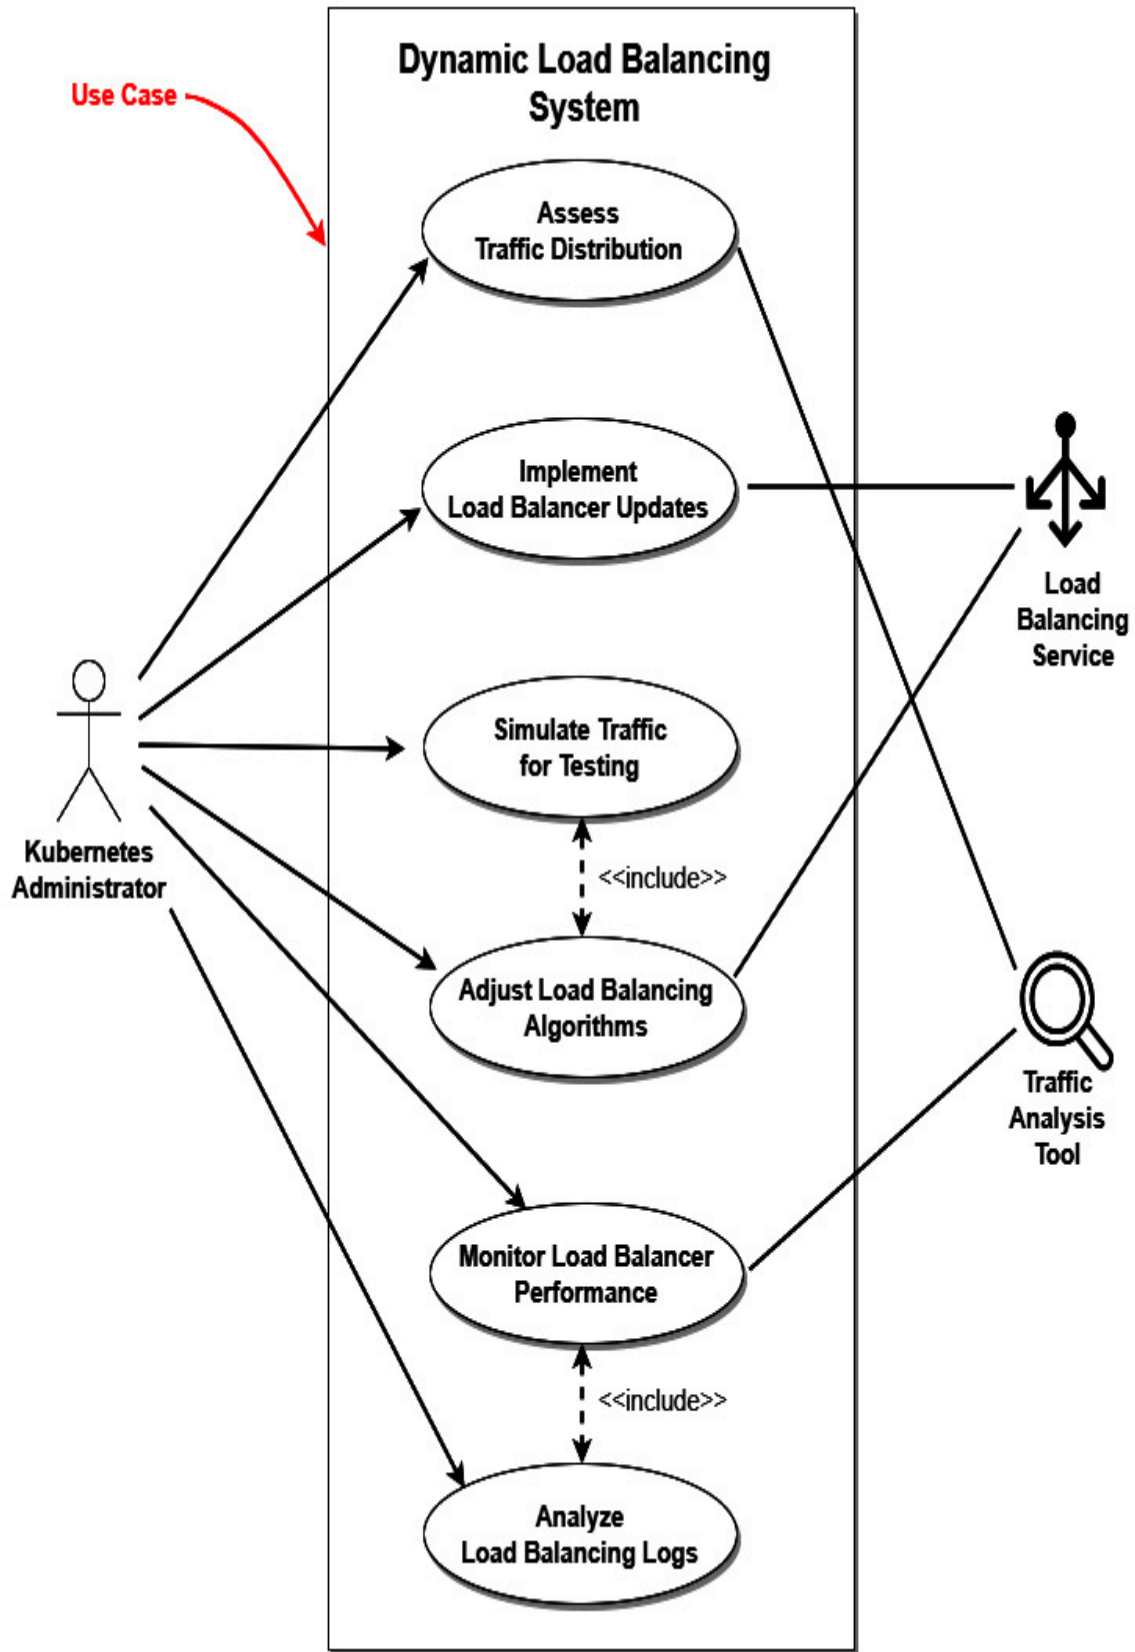 Dynamic Load Balancing
System
Use Case
Assess
Traffic Distribution
Implement
Load Balancer Updates
Load
Balancing
Service
Simulate Traffic
for Testing
Kubernetes
Administrator
<<include>>
Adjust Load Balancing
Algorithms
Traffic
Analysis
Tool
Monitor Load Balancer
Performance
<<include>>
Analyze
Load Balancing Logs